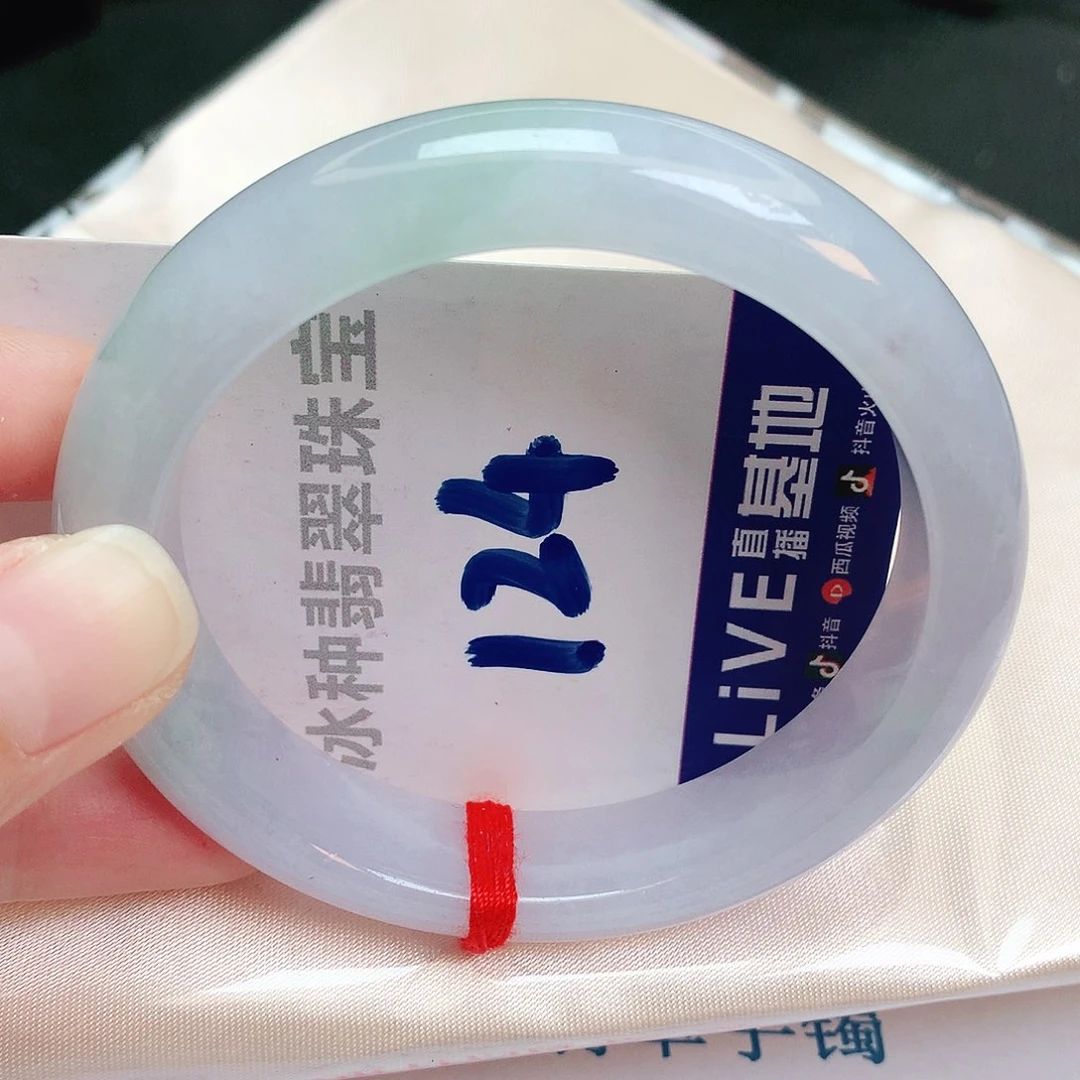 冰种翡翠珠宝
124
LiVE 直播基地
抖音 西瓜视频 抖音火
镯